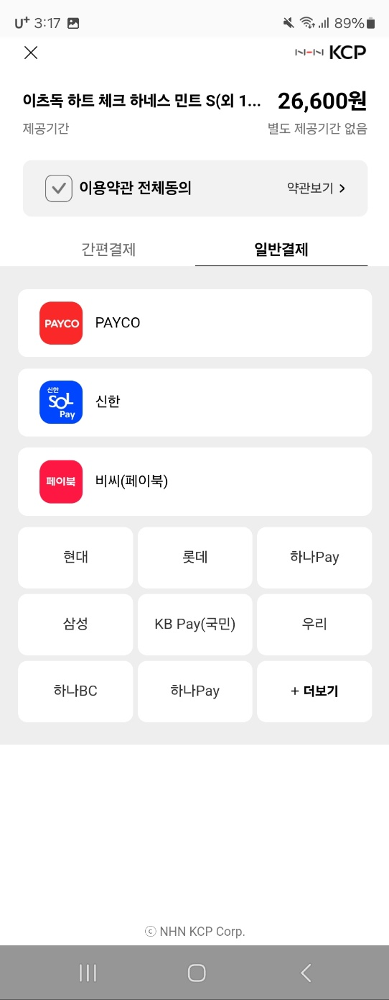 U+ 3:17 89%
NHN KCP
이츠독 하트 체크 하네스 민트 S(외 1... 26,600원
제공기간 별도 제공기간 없음
이용약관 전체동의 약관보기 >
간편결제 일반결제
PAYCO PAYCO
신한 SOL Pay 신한
페이북 비씨(페이북)
현대 롯데 하나Pay
삼성 KB Pay(국민) 우리
하나BC 하나Pay + 더보기
ⓒ NHN KCP Corp.